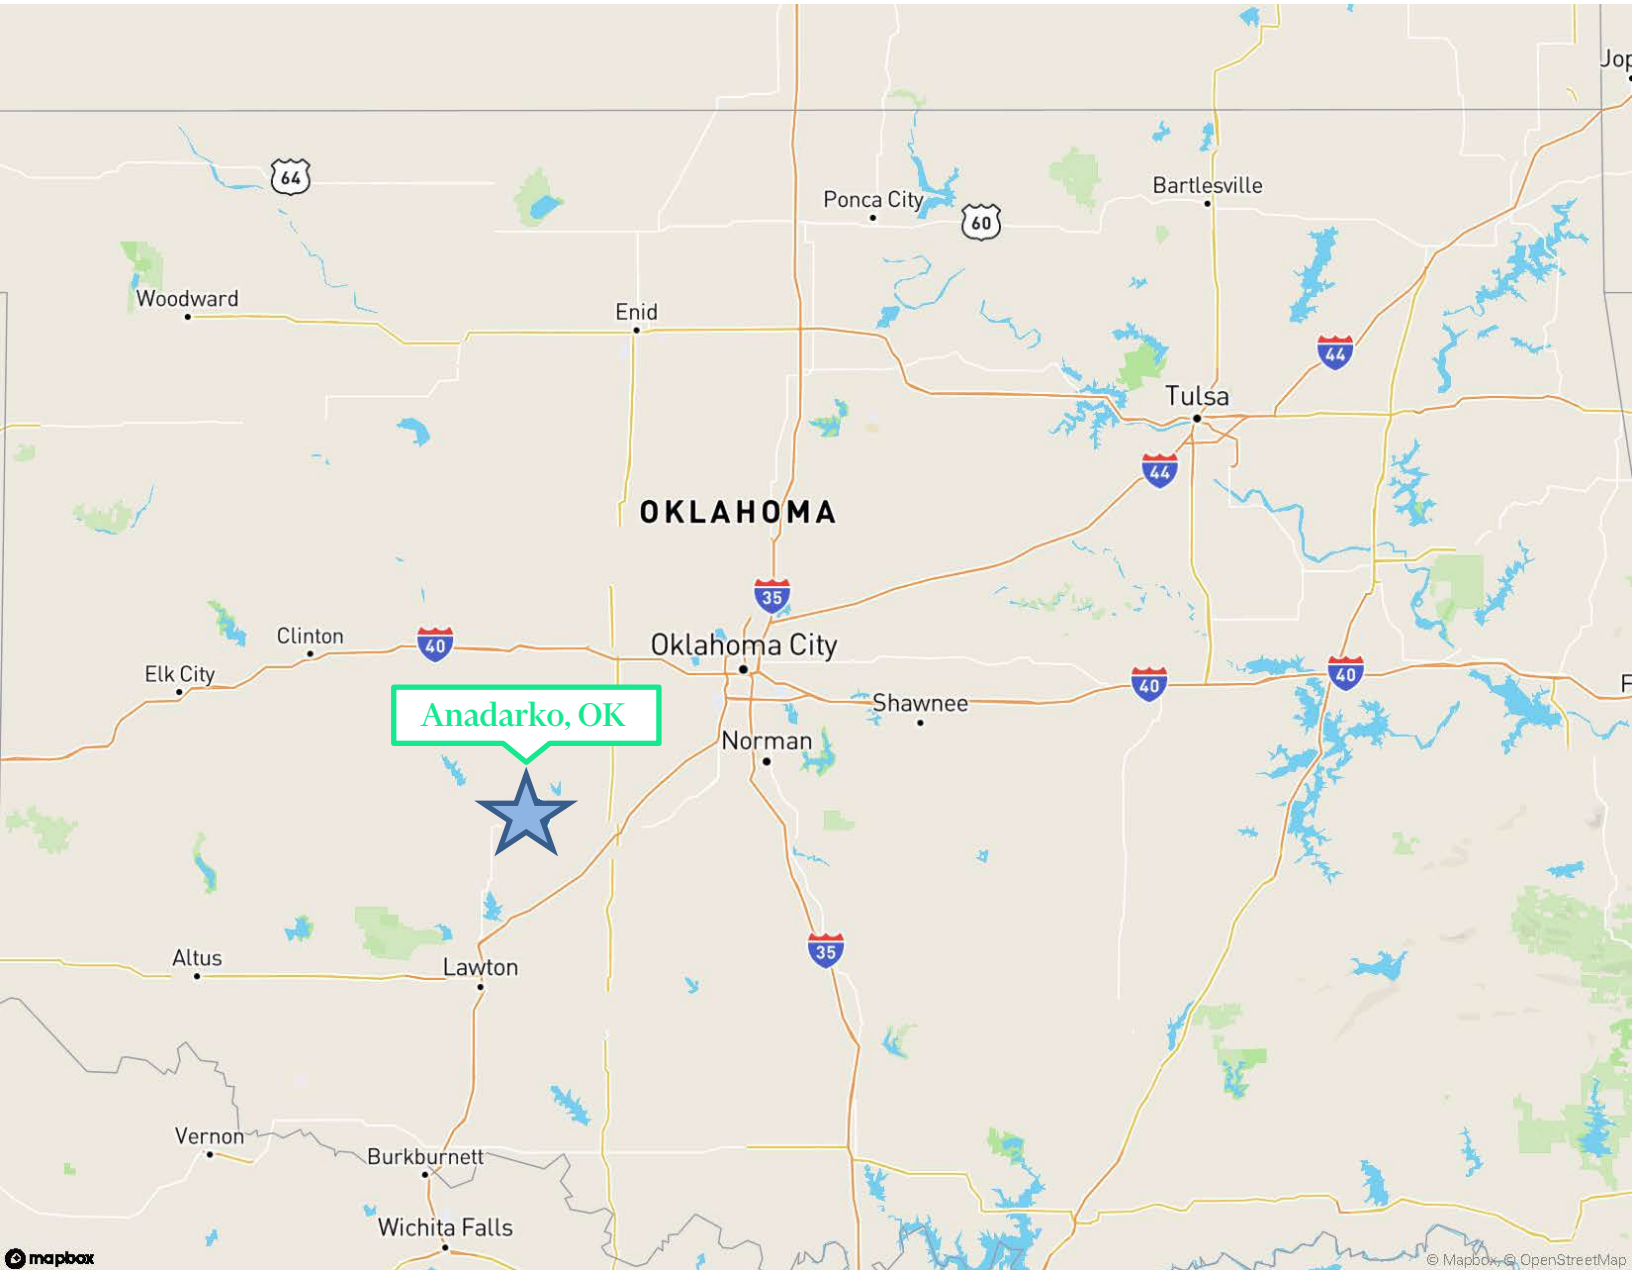 Jop
64
Ponca City
Bartlesville
60
Woodward
Enid
44
Tulsa
44
OKLAHOMA
35
Clinton
40
Oklahoma City
Elk City
40
40
F
Anadarko, OK
Shawnee
Norman
35
Altus
Lawton
Vernon
Burkburnett
Wichita Falls
mapbox
© Mapbox, © OpenStreetMap